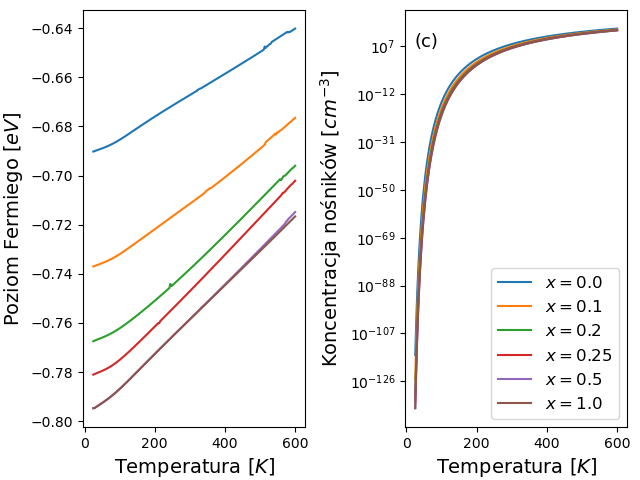 Poziom Fermiego [eV]
−0.64
−0.66
−0.68
−0.70
−0.72
−0.74
−0.76
−0.78
−0.80
0
200
400
600
Temperatura [K]
Koncentracja nośników [cm⁻³]
(c)
10⁷
10⁻¹²
10⁻³¹
10⁻⁵⁰
10⁻⁶⁹
10⁻⁸⁸
10⁻¹⁰⁷
10⁻¹²⁶
x = 0.0
x = 0.1
x = 0.2
x = 0.25
x = 0.5
x = 1.0
0
200
400
600
Temperatura [K]